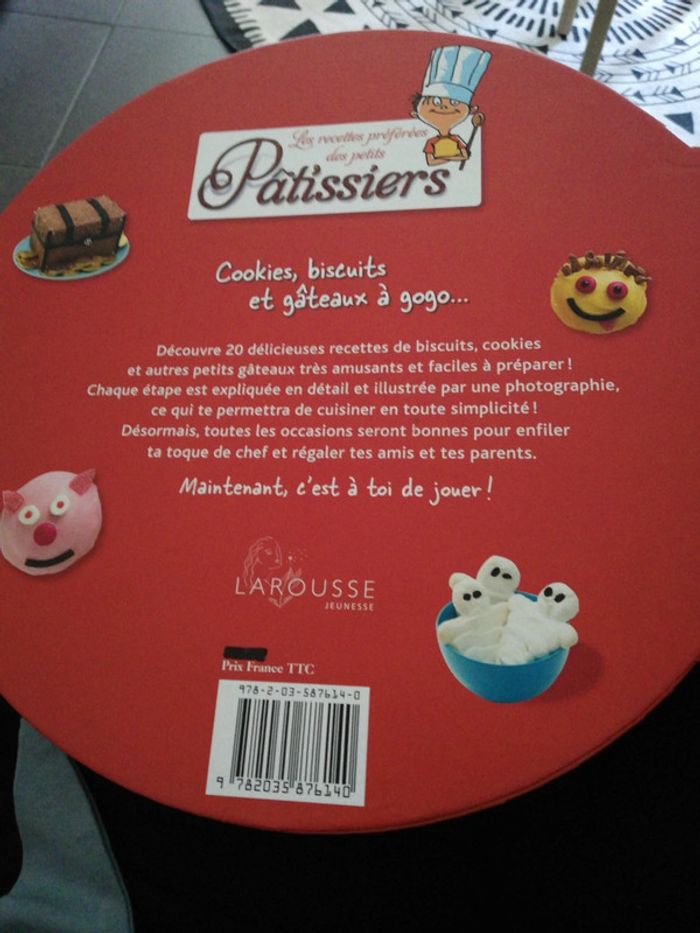 Les recettes préférées
des petits
Pâtissiers
Cookies, biscuits
et gâteaux à gogo...
Découvre 20 délicieuses recettes de biscuits, cookies
et autres petits gâteaux très amusants et faciles à préparer !
Chaque étape est expliquée en détail et illustrée par une photographie,
ce qui te permettra de cuisiner en toute simplicité !
Désormais, toutes les occasions seront bonnes pour enfiler
ta toque de chef et régaler tes amis et tes parents.
Maintenant, c'est à toi de jouer !
LAROUSSE
JEUNESSE
Prix France TTC
978-2-03-587614-0
9 782035 876140